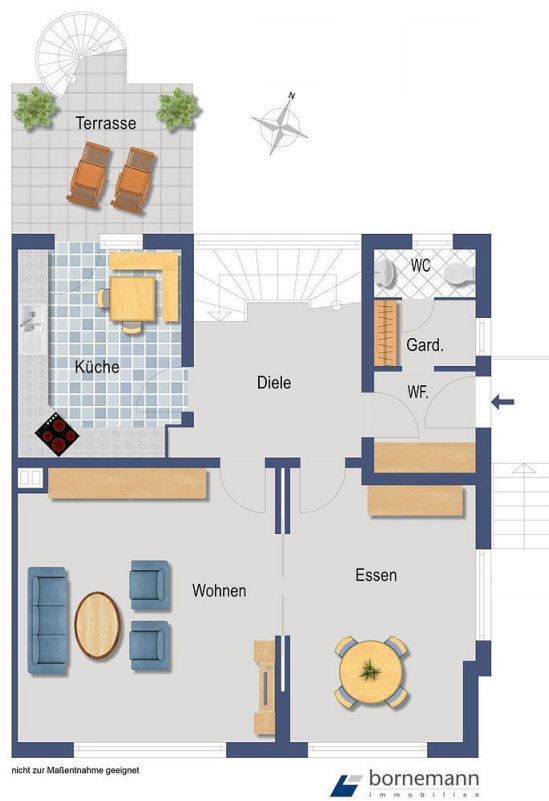 N
Terrasse
WC
Gard.
Küche
Diele
WF.
Wohnen
Essen
nicht zur Maßentnahme geeignet
bornemann
immobilien